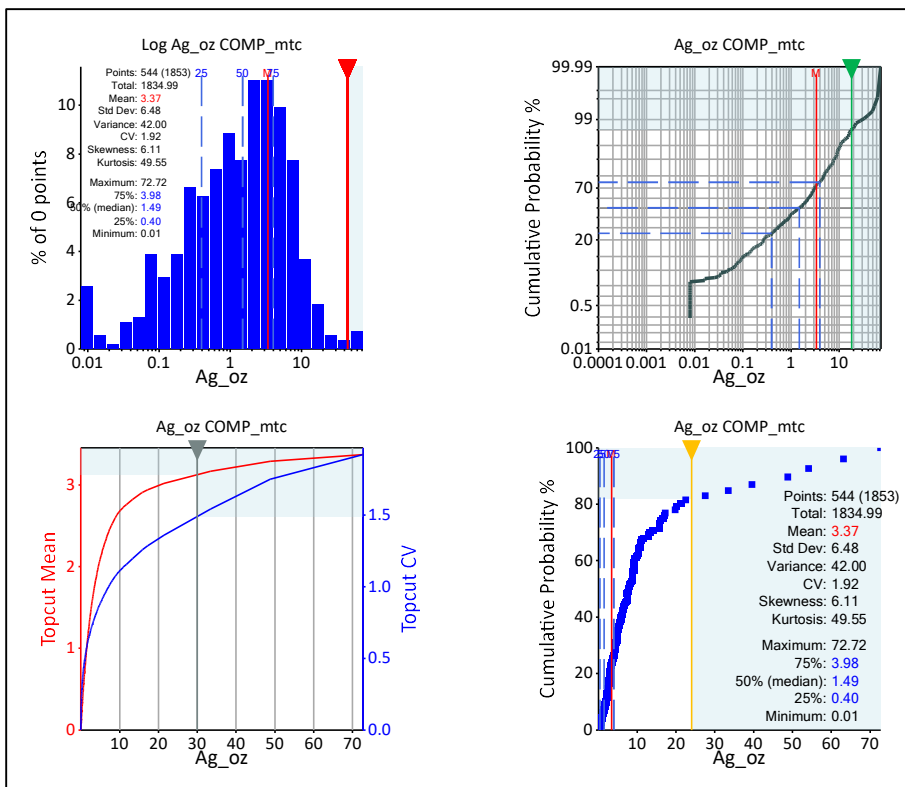 Log Ag_oz COMP_mtc
Points: 544 (1853)
Total: 1834.99
Mean: 3.37
Std Dev: 6.48
Variance: 42.00
CV: 1.92
Skewness: 6.11
Kurtosis: 49.55
Maximum: 72.72
75%: 3.98
50% (median): 1.49
25%: 0.40
Minimum: 0.01
25 50 M 75
% of 0 points
10
8
6
4
2
0
0.01 0.1 1 10
Ag_oz
Ag_oz COMP_mtc
M
Cumulative Probability %
99.99
99
70
20
0.5
0.01
0.0001 0.001 0.01 0.1 1 10
Ag_oz
Ag_oz COMP_mtc
Topcut Mean
3
2
1
0
10 20 30 40 50 60 70
Ag_oz
1.5
1.0
0.5
0.0
Topcut CV
Ag_oz COMP_mtc
25 50 M 75
Cumulative Probability %
100
80
60
40
20
0
Points: 544 (1853)
Total: 1834.99
Mean: 3.37
Std Dev: 6.48
Variance: 42.00
CV: 1.92
Skewness: 6.11
Kurtosis: 49.55
Maximum: 72.72
75%: 3.98
50% (median): 1.49
25%: 0.40
Minimum: 0.01
0 10 20 30 40 50 60 70
Ag_oz